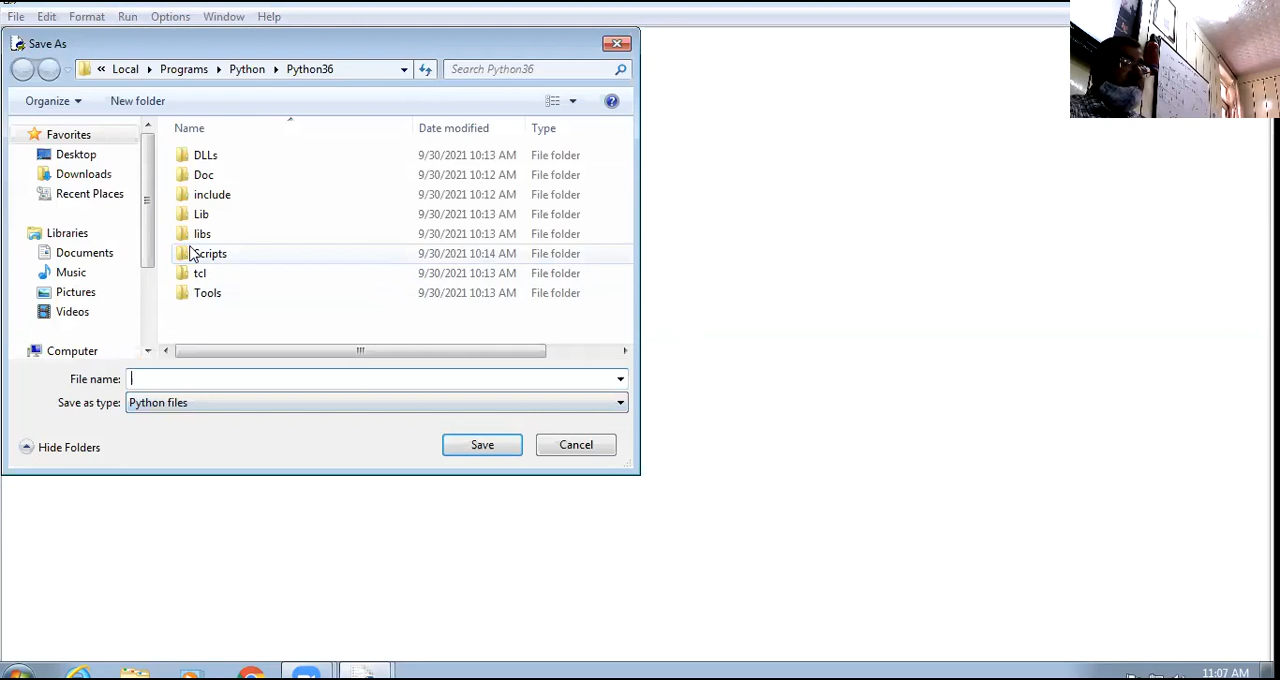 File Edit Format Run Options Window Help
Save As
Local Programs Python Python36 Search Python36
Organize New folder
Name Date modified Type
Favorites
Desktop
Downloads
Recent Places
Libraries
Documents
Music
Pictures
Videos
Computer
DLLs 9/30/2021 10:13 AM File folder
Doc 9/30/2021 10:12 AM File folder
include 9/30/2021 10:12 AM File folder
Lib 9/30/2021 10:13 AM File folder
libs 9/30/2021 10:13 AM File folder
Scripts 9/30/2021 10:14 AM File folder
tcl 9/30/2021 10:13 AM File folder
Tools 9/30/2021 10:13 AM File folder
File name:
Save as type: Python files
Hide Folders Save Cancel
11:07 AM